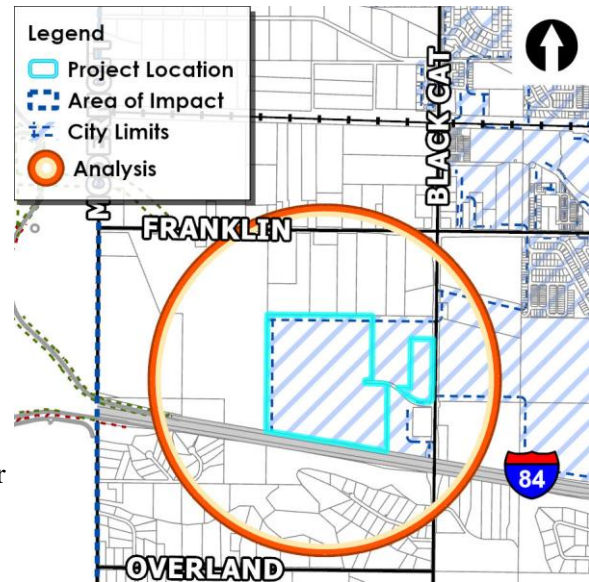 Legend
Project Location
Area of Impact
City Limits
Analysis
BLACK CAT
FRANKLIN
r
84
OVERLAND